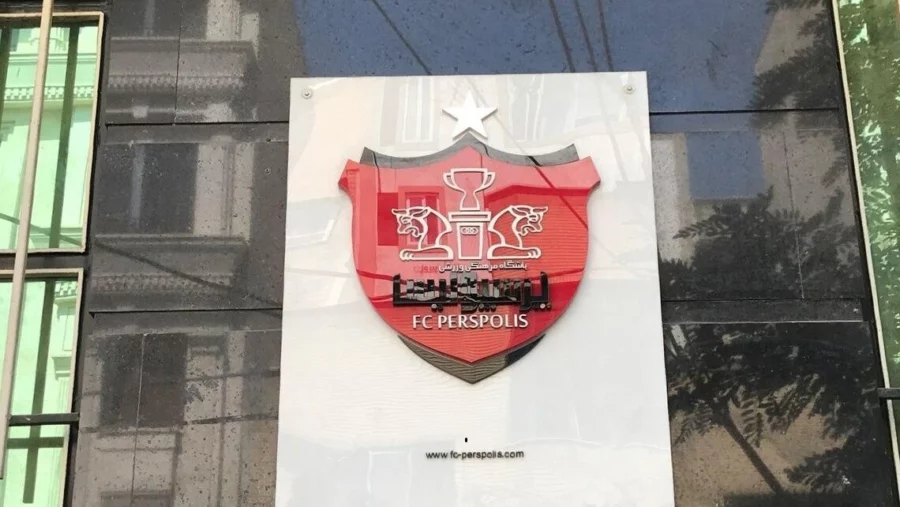 باشگاه فرهنگی ورزشی
پرسپولیس
FC PERSPOLIS
www.fc-perspolis.com